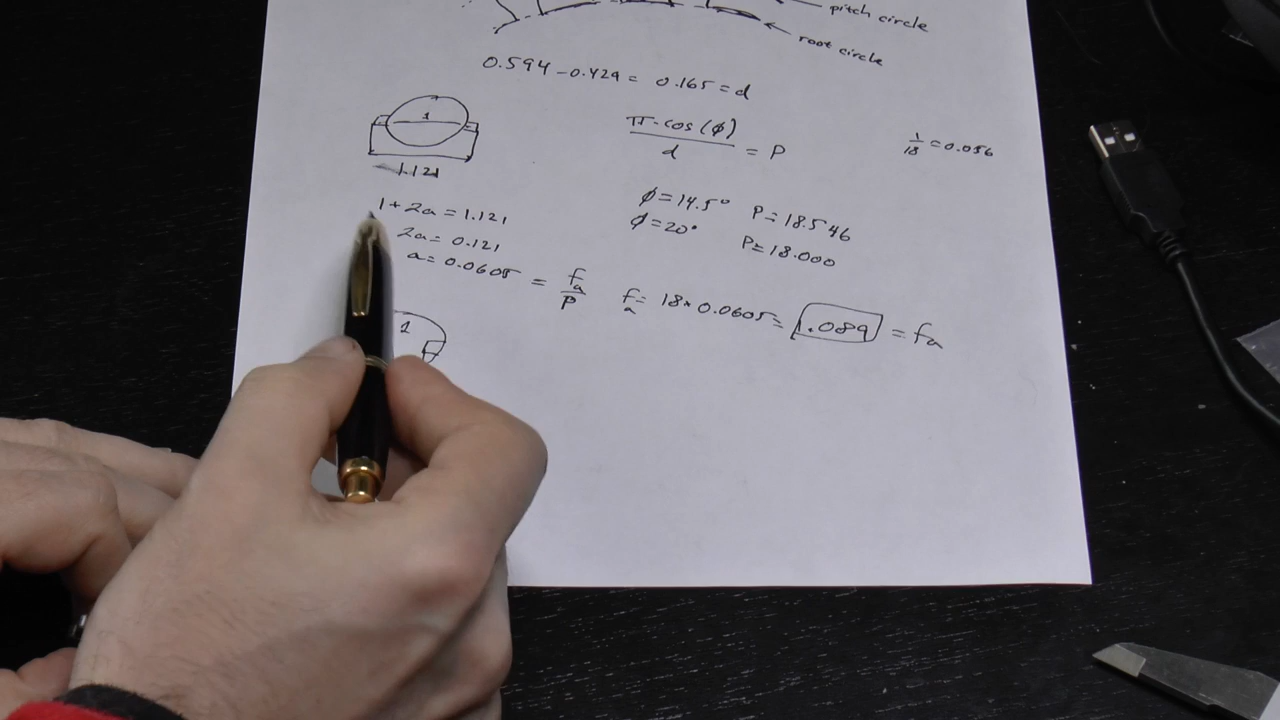 pitch circle
root circle
0.594 - 0.429 = 0.165 = d
1
1.121
π·cos(ϕ)
d
= P
1/18 = 0.056
1 + 2a = 1.121
2a = 0.121
a = 0.0605 = fa/P
ϕ = 14.5° P = 18.546
ϕ = 20° P = 18.000
fa = 18 * 0.0605 = 1.089 = fa
1